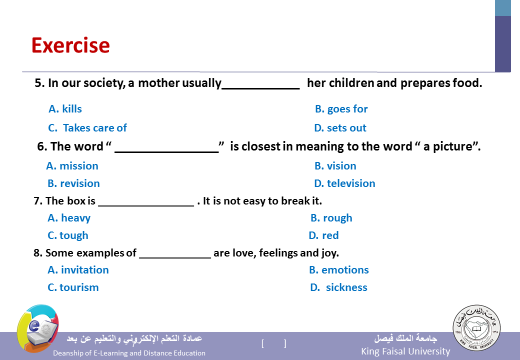 Exercise
5. In our society, a mother usually____________ her children and prepares food.
A. kills B. goes for
C. Takes care of D. sets out
6. The word “ ________________” is closest in meaning to the word “ a picture”.
A. mission B. vision
B. revision D. television
7. The box is _________________ . It is not easy to break it.
A. heavy B. rough
C. tough D. red
8. Some examples of _____________ are love, feelings and joy.
A. invitation B. emotions
C. tourism D. sickness
عمادة التعلم الإلكتروني والتعليم عن بعد [ ] جامعة الملك فيصل
Deanship of E-Learning and Distance Education King Faisal University